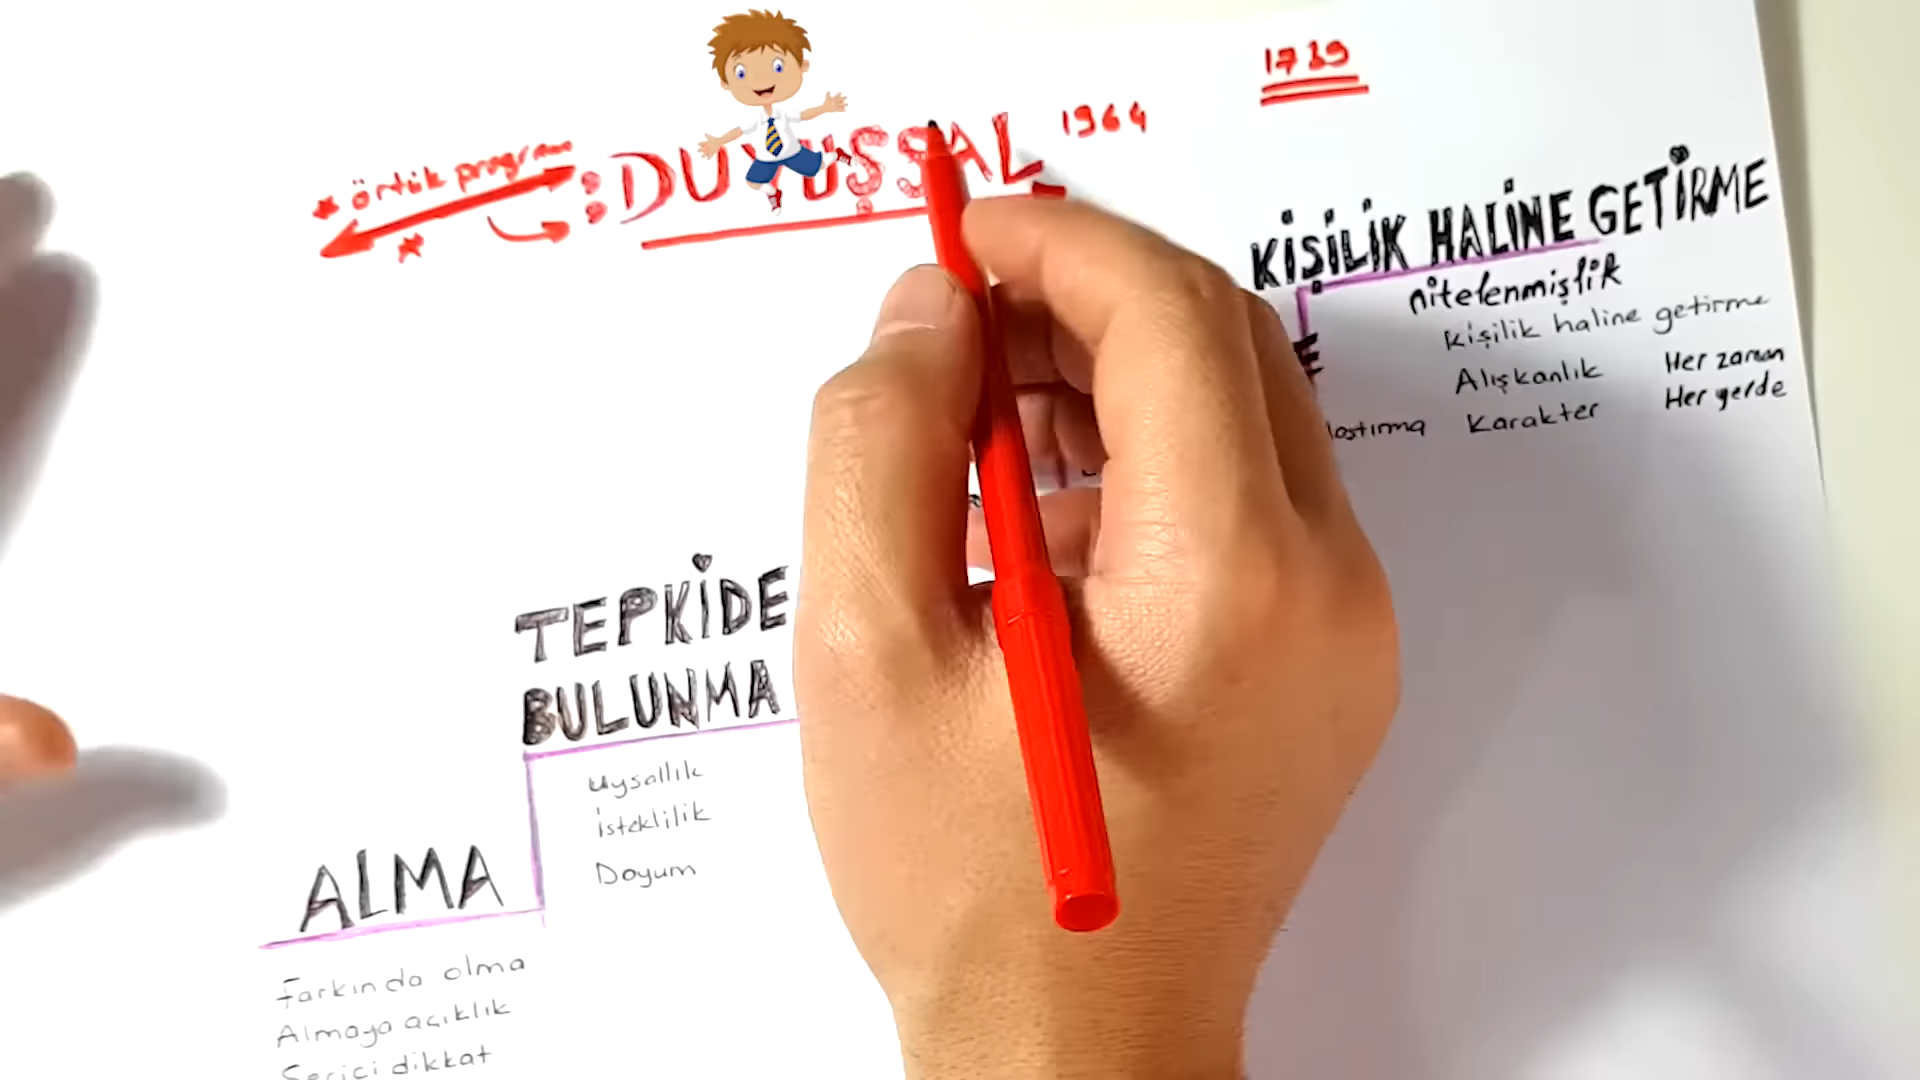 1739
* örtük program
: DUYUŞSAL 1964
KİŞİLİK HALİNE GETİRME
nitelenmişlik
kişilik haline getirme
Alışkanlık Her zaman
Karakter Her yerde
TEPKİDE
BULUNMA
Uysallık
İsteklilik
Doyum
ALMA
Farkında olma
Almaya açıklık
Seçici dikkat